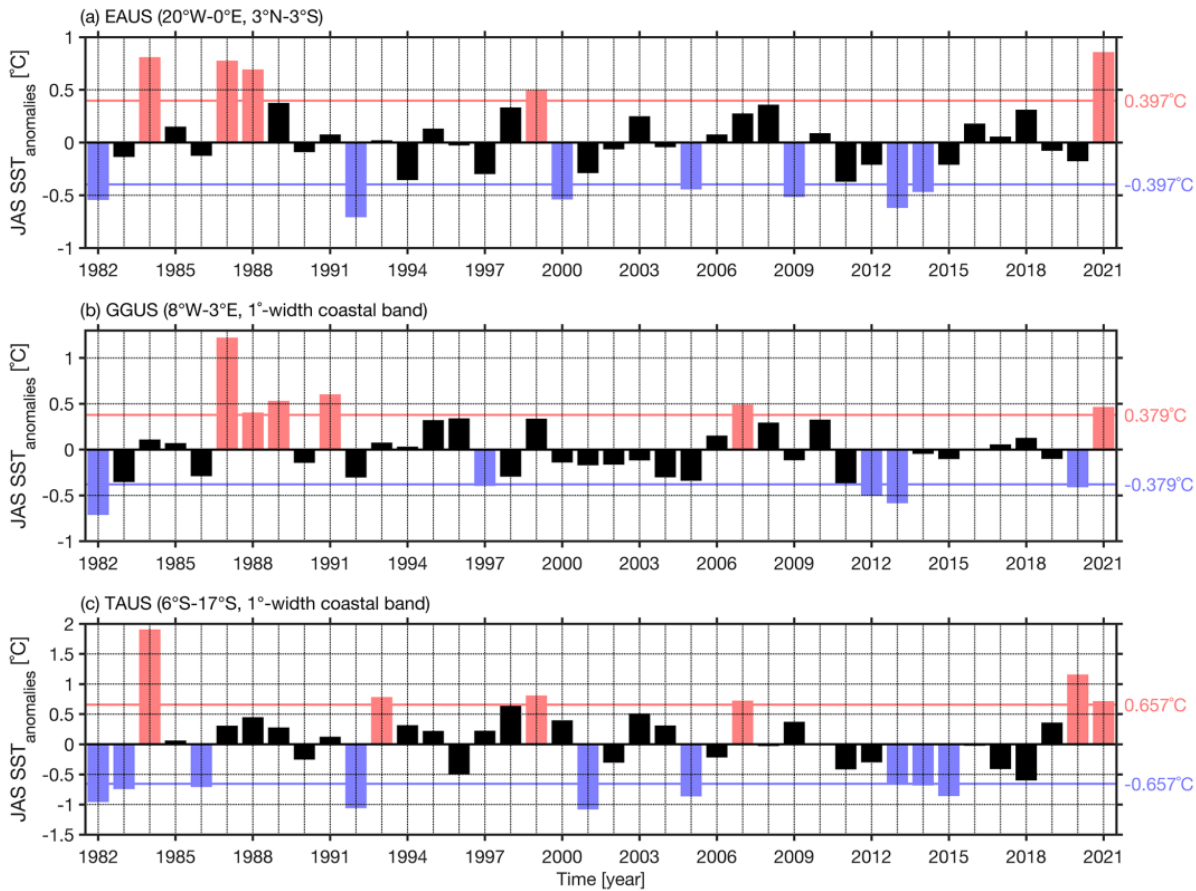 (a) EAUS (20°W-0°E, 3°N-3°S)
JAS SST anomalies [°C]
1
0.5
0
-0.5
-1
0.397°C
-0.397°C
1982 1985 1988 1991 1994 1997 2000 2003 2006 2009 2012 2015 2018 2021
(b) GGUS (8°W-3°E, 1°-width coastal band)
JAS SST anomalies [°C]
1
0.5
0
-0.5
-1
0.379°C
-0.379°C
1982 1985 1988 1991 1994 1997 2000 2003 2006 2009 2012 2015 2018 2021
(c) TAUS (6°S-17°S, 1°-width coastal band)
JAS SST anomalies [°C]
2
1.5
1
0.5
0
-0.5
-1
-1.5
0.657°C
-0.657°C
1982 1985 1988 1991 1994 1997 2000 2003 2006 2009 2012 2015 2018 2021
Time [year]